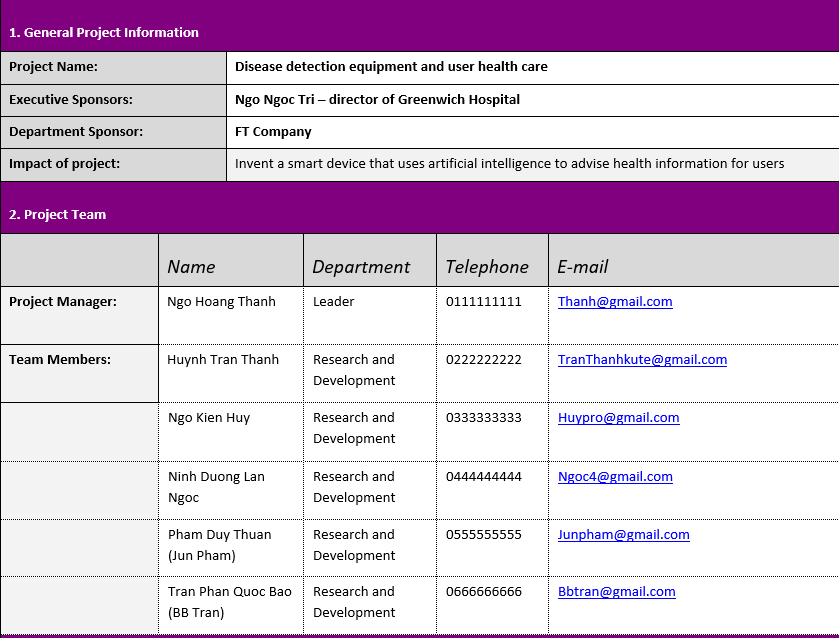 1. General Project Information
Project Name: Disease detection equipment and user health care
Executive Sponsors: Ngo Ngoc Tri – director of Greenwich Hospital
Department Sponsor: FT Company
Impact of project: Invent a smart device that uses artificial intelligence to advise health information for users
2. Project Team
Name Department Telephone E-mail
Project Manager: Ngo Hoang Thanh Leader 0111111111 Thanh@gmail.com
Team Members: Huynh Tran Thanh Research and 0222222222 TranThanhkute@gmail.com
Development
Ngo Kien Huy Research and 0333333333 Huypro@gmail.com
Development
Ninh Duong Lan Research and 0444444444 Ngoc4@gmail.com
Ngoc Development
Pham Duy Thuan Research and 0555555555 Junpham@gmail.com
(Jun Pham) Development
Tran Phan Quoc Bao Research and 0666666666 Bbtran@gmail.com
(BB Tran) Development